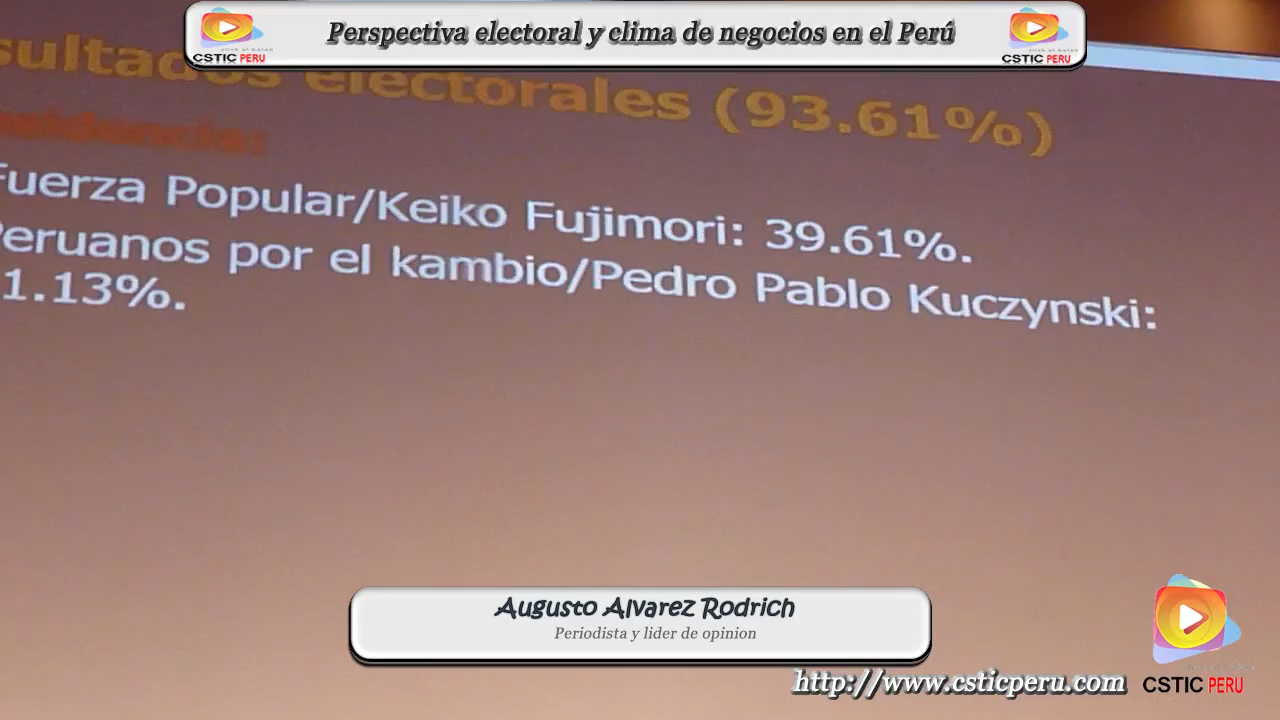 Perspectiva electoral y clima de negocios en el Perú
CSTIC PERU
CSTIC PERU
sultados electorales (93.61%)
Fuerza Popular/Keiko Fujimori: 39.61%.
Peruanos por el kambio/Pedro Pablo Kuczynski:
1.13%.
Augusto Alvarez Rodrich
Periodista y lider de opinion
http://www.csticperu.com
CSTIC PERU